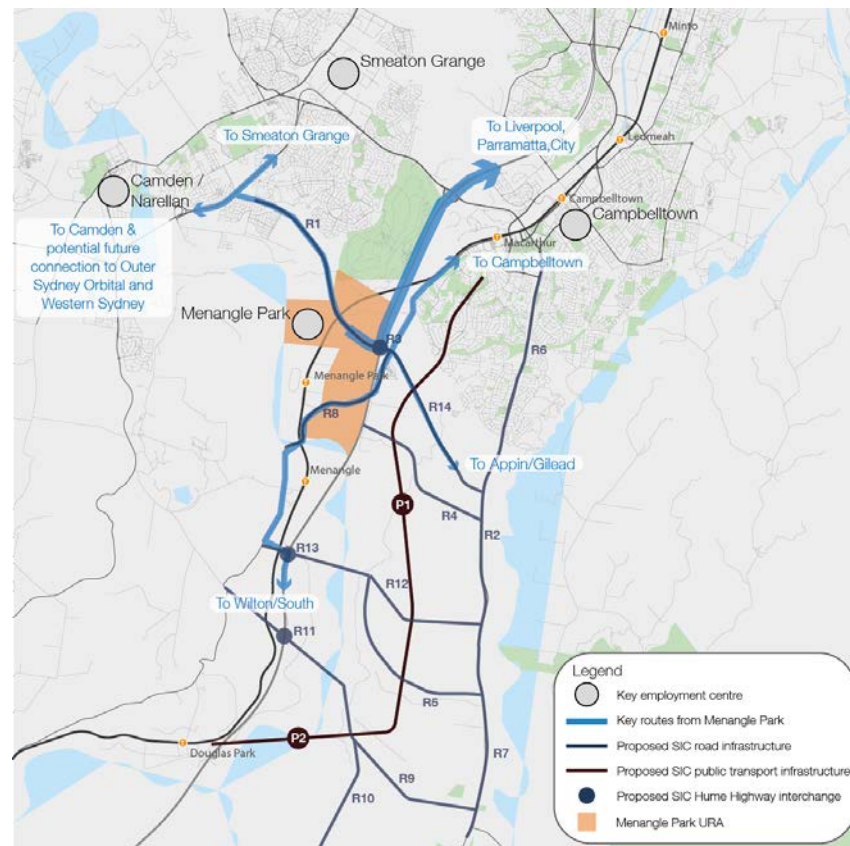 Minto
Smeaton Grange
To Smeaton Grange
To Liverpool,
Parramatta,City
Leumeah
Camden /
Narellan
Campbelltown
Campbelltown
R1
Macarthur
To Camden &
potential future
connection to Outer
Sydney Orbital and
Western Sydney
To Campbelltown
Menangle Park
R3
R6
Menangle Park
R8
R14
To Appin/Gilead
Menangle
P1
R4
R2
R13
R12
To Wilton/South
R11
R5
Douglas Park
P2
R7
R9
R10
Legend
Key employment centre
Key routes from Menangle Park
Proposed SIC road infrastructure
Proposed SIC public transport infrastructure
Proposed SIC Hume Highway interchange
Menangle Park URA